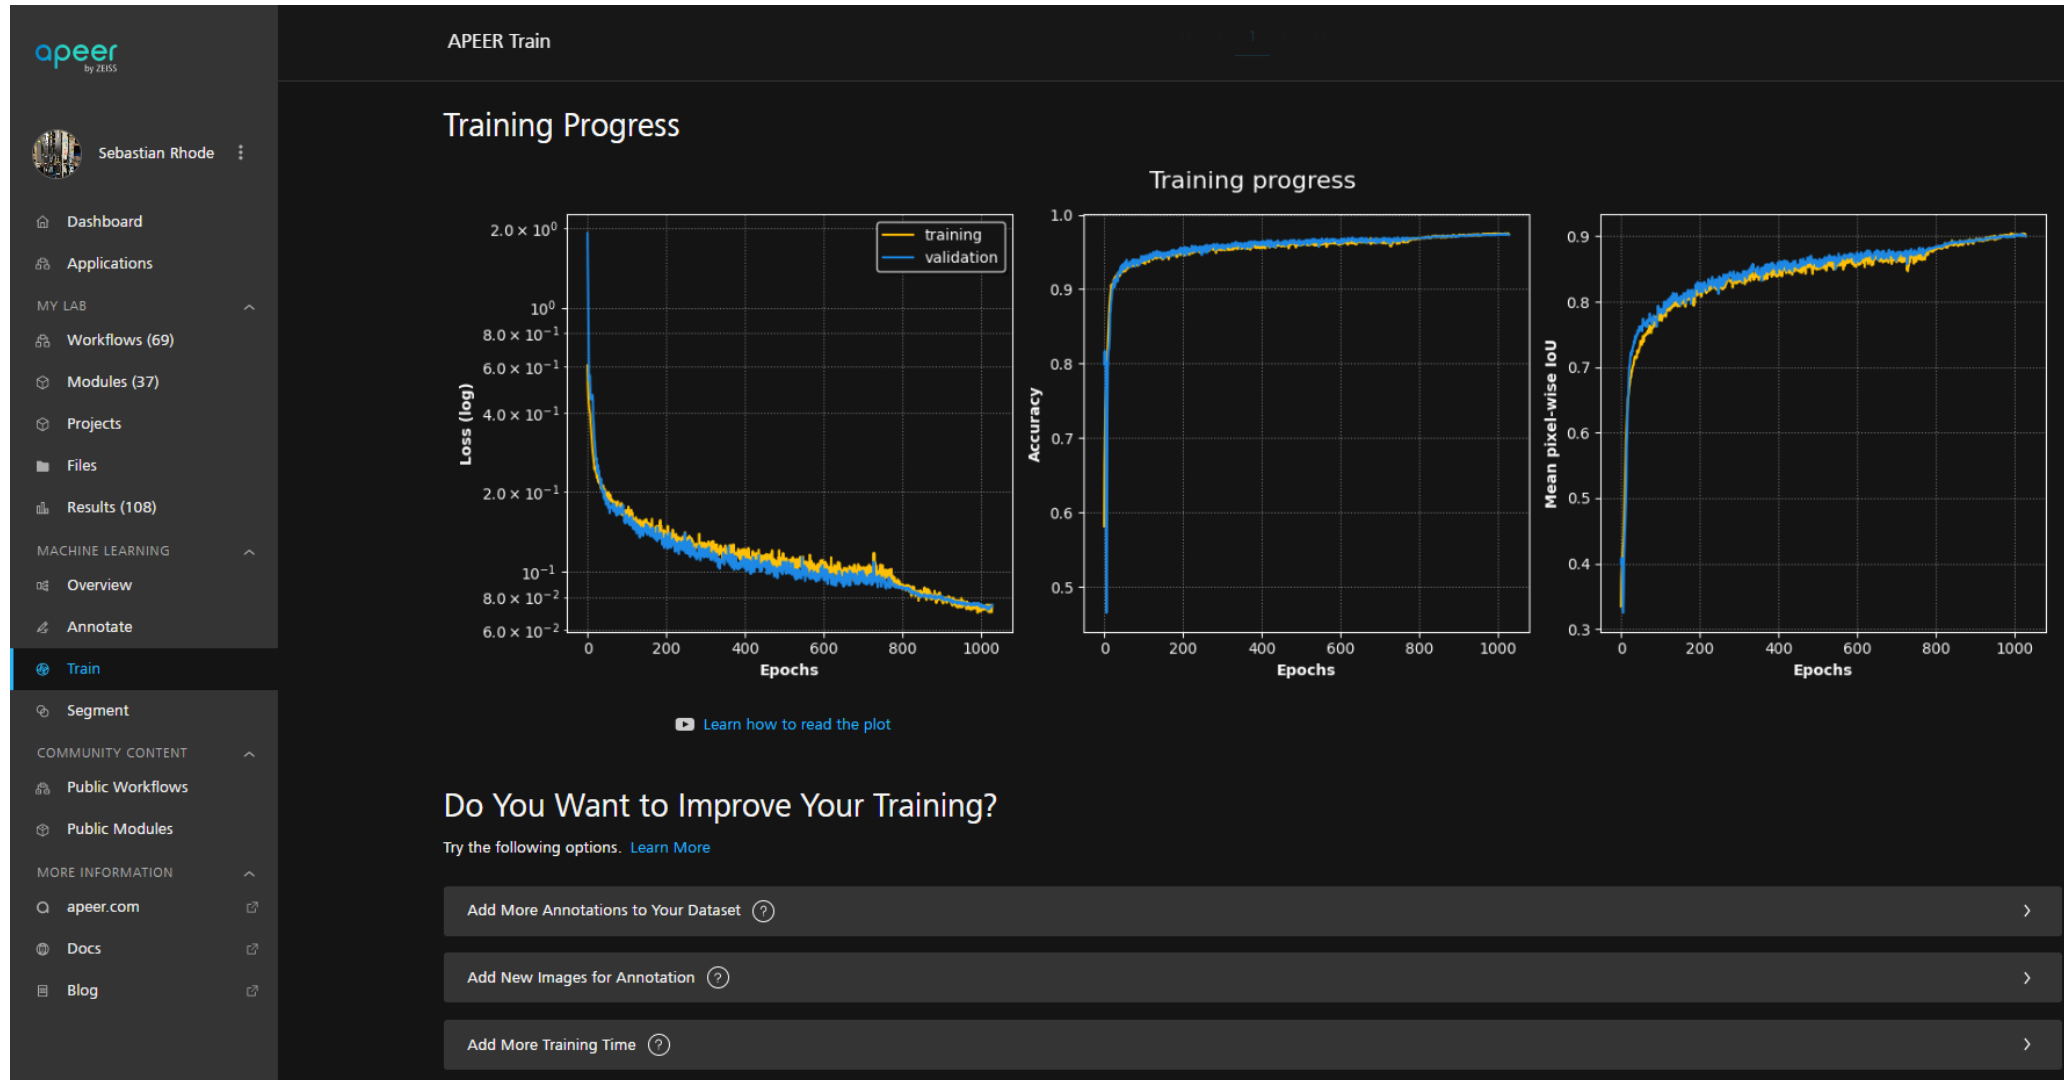 apeer
by ZEISS
Sebastian Rhode
Dashboard
Applications
MY LAB
Workflows (69)
Modules (37)
Projects
Files
Results (108)
MACHINE LEARNING
Overview
Annotate
Train
Segment
COMMUNITY CONTENT
Public Workflows
Public Modules
MORE INFORMATION
apeer.com
Docs
Blog
APEER Train
1
Training Progress
Training progress
2.0 × 10⁰
10⁰
8.0 × 10⁻¹
6.0 × 10⁻¹
4.0 × 10⁻¹
2.0 × 10⁻¹
10⁻¹
8.0 × 10⁻²
6.0 × 10⁻²
Loss (log)
training
validation
0 200 400 600 800 1000
Epochs
1.0
0.9
0.8
0.7
0.6
0.5
Accuracy
0 200 400 600 800 1000
Epochs
0.9
0.8
0.7
0.6
0.5
0.4
0.3
Mean pixel-wise IoU
0 200 400 600 800 1000
Epochs
Learn how to read the plot
Do You Want to Improve Your Training?
Try the following options. Learn More
Add More Annotations to Your Dataset ?
Add New Images for Annotation ?
Add More Training Time ?